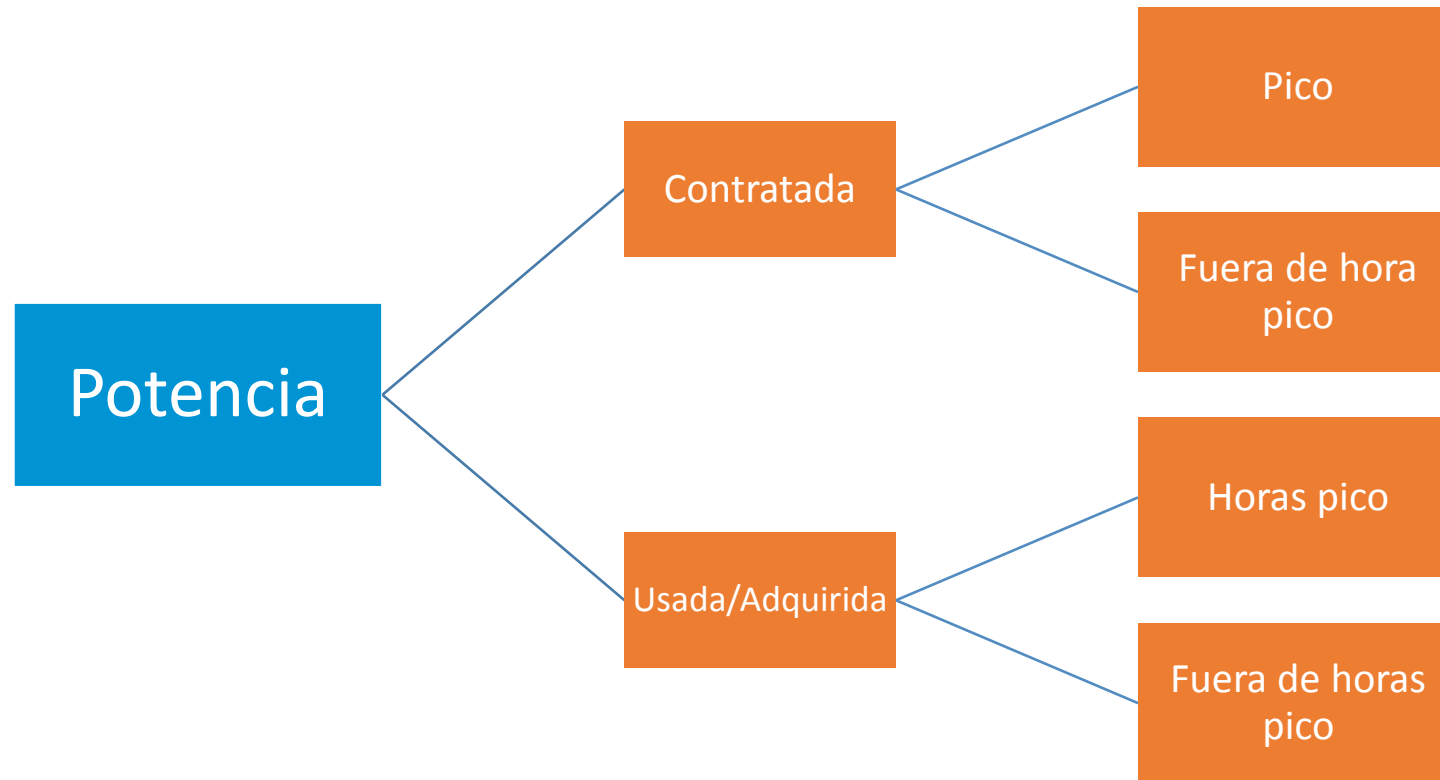 Potencia
Contratada
Pico
Fuera de hora
pico
Usada/Adquirida
Horas pico
Fuera de horas
pico